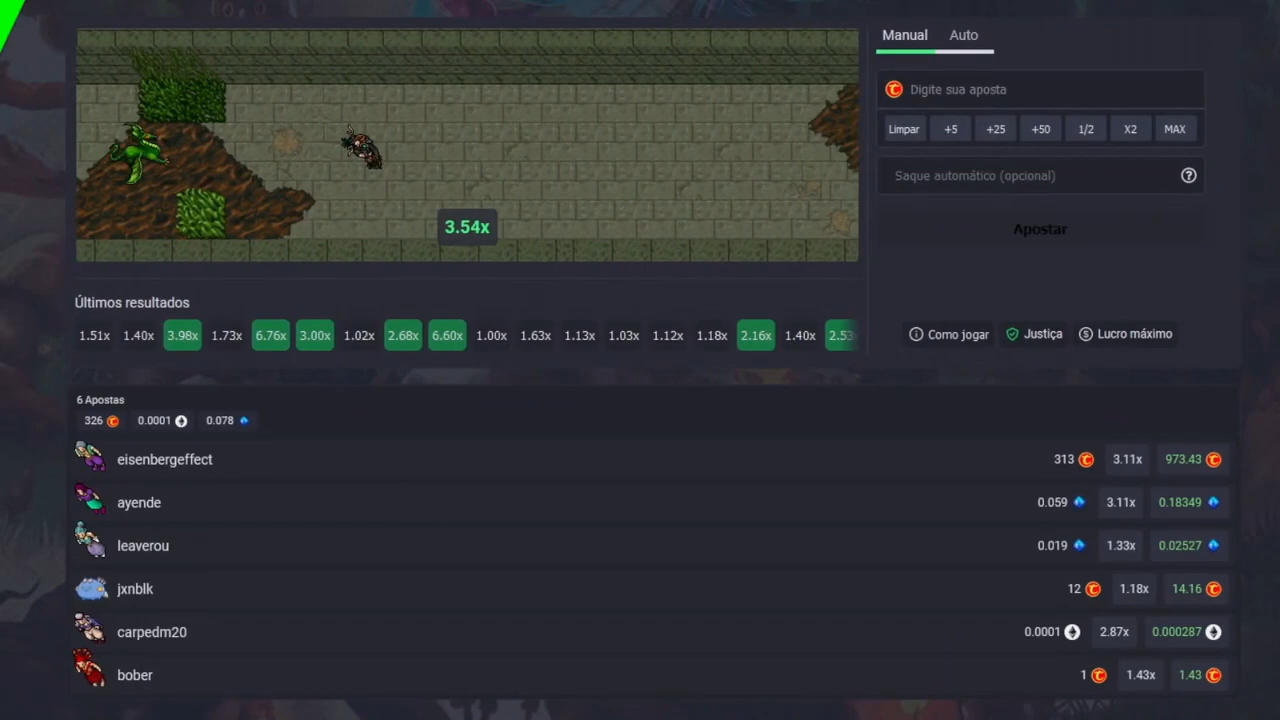 Manual Auto
Digite sua aposta
Limpar +5 +25 +50 1/2 X2 MAX
Saque automático (opcional)
Apostar
3.54x
Últimos resultados
1.51x 1.40x 3.98x 1.73x 6.76x 3.00x 1.02x 2.68x 6.60x 1.00x 1.63x 1.13x 1.03x 1.12x 1.18x 2.16x 1.40x 2.53
Como jogar Justiça Lucro máximo
6 Apostas
326 0.0001 0.078
eisenbergeffect 313 3.11x 973.43
ayende 0.059 3.11x 0.18349
leaverou 0.019 1.33x 0.02527
jxnblk 12 1.18x 14.16
carpedm20 0.0001 2.87x 0.000287
bober 1 1.43x 1.43